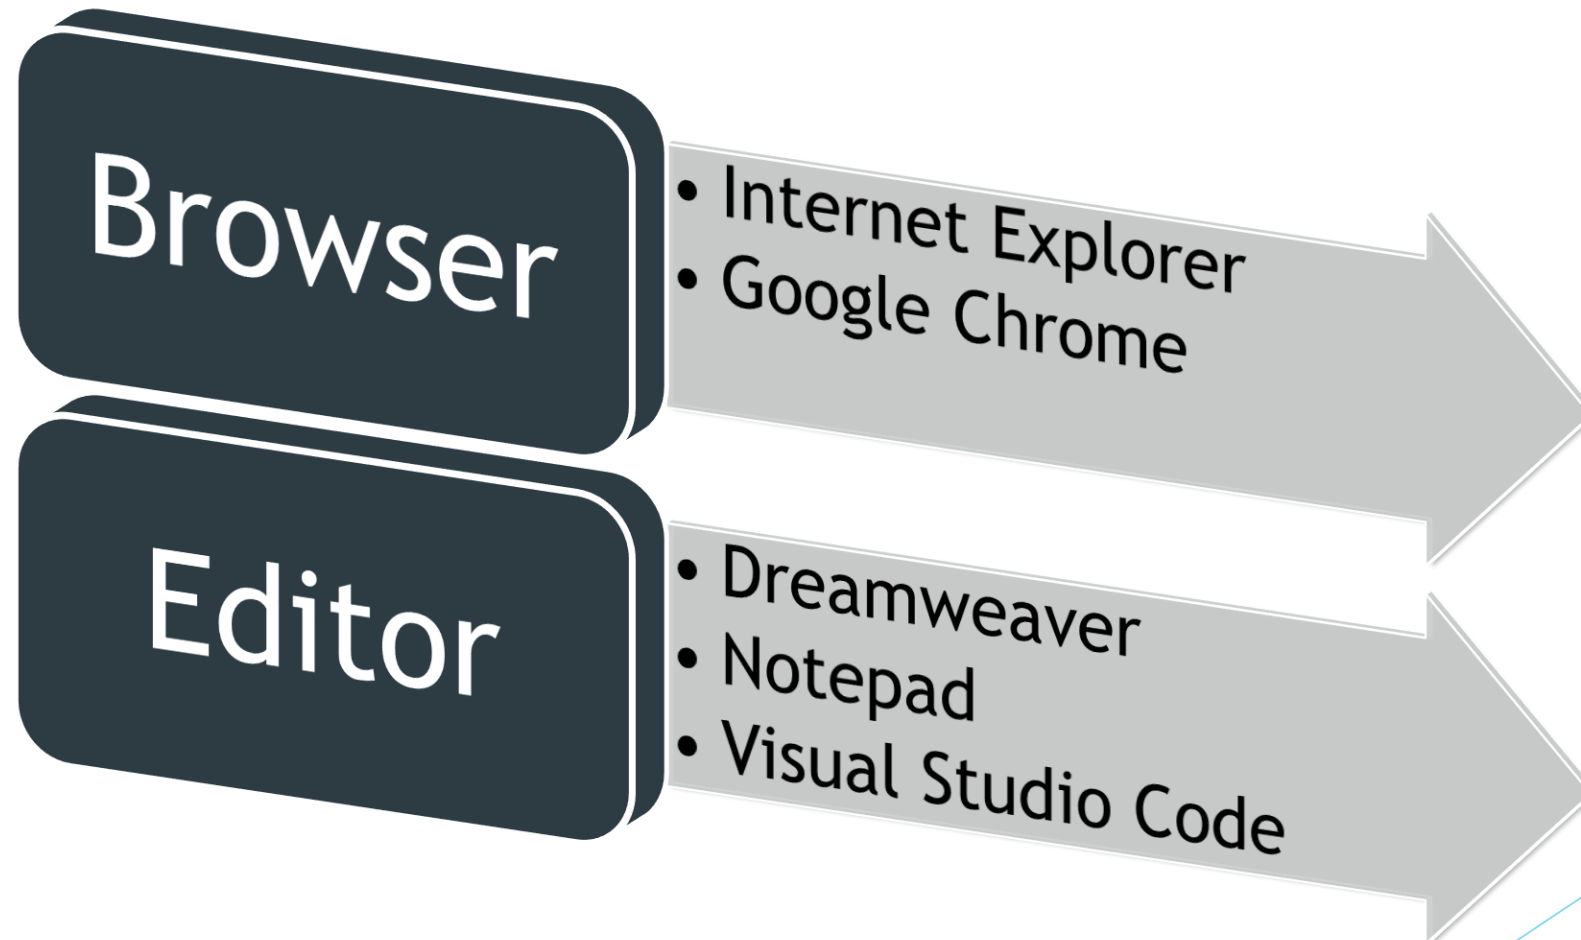 Browser
• Internet Explorer
• Google Chrome
Editor
• Dreamweaver
• Notepad
• Visual Studio Code